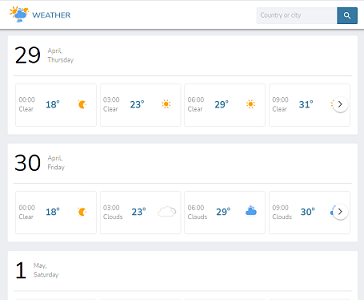 WEATHER
Country or city
29
April,
Thursday
00:00
Clear
18°
03:00
Clear
23°
06:00
Clear
29°
09:00
Clear
31°
30
April,
Friday
00:00
Clear
18°
03:00
Clouds
23°
06:00
Clouds
29°
09:00
Clouds
30°
1
May,
Saturday